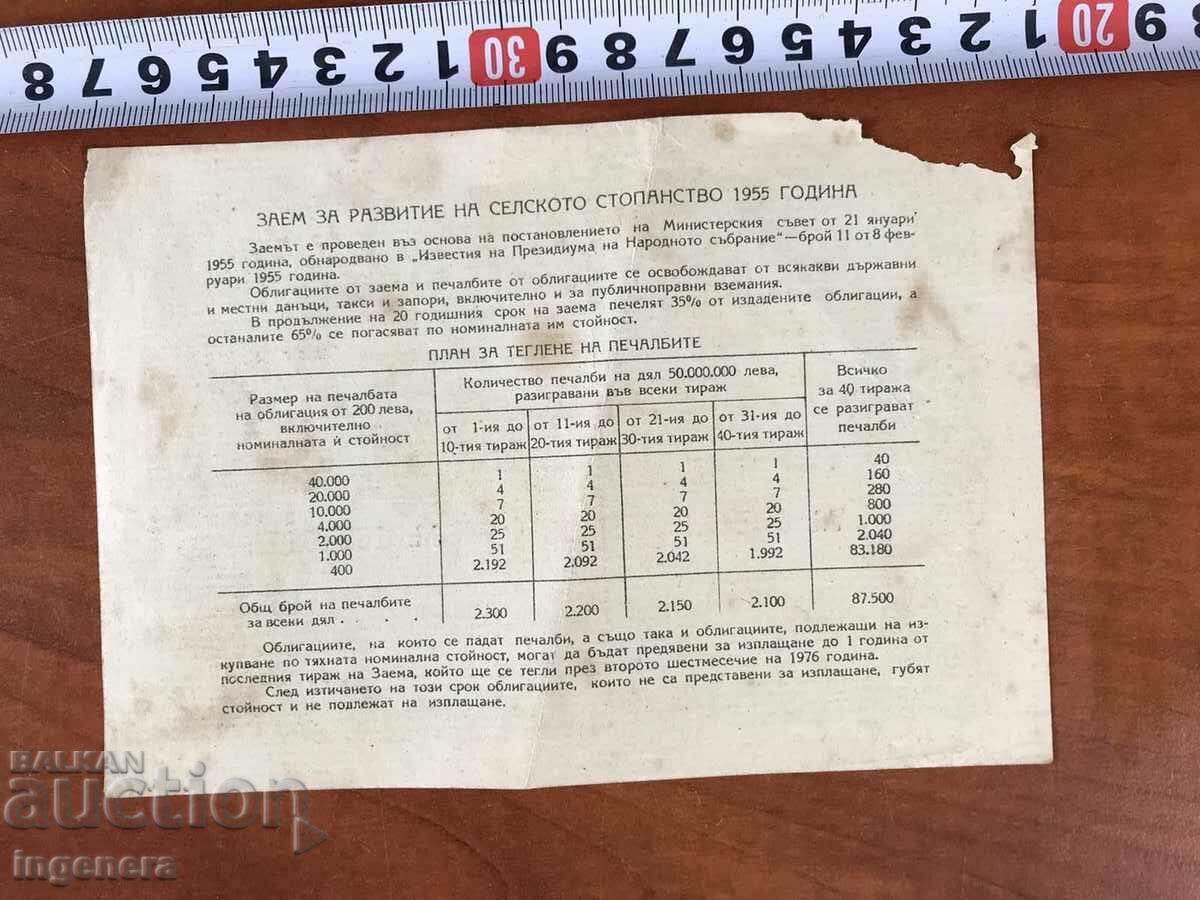 8 7 6 5 4 3 2 1 30 9 8 7 6 5 4 3 2 1 20 9 8
ЗАЕМ ЗА РАЗВИТИЕ НА СЕЛСКОТО СТОПАНСТВО 1955 ГОДИНА
Заемът е проведен въз основа на постановлението на Министерския съвет от 21 януари
1955 година, обнародвано в „Известия на Президиума на Народното събрание“—брой 11 от 8 фев-
руари 1955 година.
Облигациите от заема и печалбите от облигациите се освобождават от всякакви държавни
и местни данъци, такси и запори, включително и за публичноправни вземания.
В продължение на 20 годишния срок на заема печелят 35% от издадените облигации, а
останалите 65% се погасяват по номиналната им стойност.
ПЛАН ЗА ТЕГЛЕНЕ НА ПЕЧАЛБИТЕ
Размер на печалбата
на облигация от 200 лева,
включително
номиналната ѝ стойност
Количество печалби на дял 50.000.000 лева,
разигравани във всеки тираж
от 1-ия до
10-тия тираж
от 11-ия до
20-тия тираж
от 21-ия до
30-тия тираж
от 31-ия до
40-тия тираж
Всичко
за 40 тиража
се разиграват
печалби
40.000 1 1 1 1 40
20.000 4 4 4 4 160
10.000 7 7 7 7 280
4.000 20 20 20 20 800
2.000 25 25 25 25 1.000
1.000 51 51 51 51 2.040
400 2.192 2.092 2.042 1.992 83.180
Общ брой на печалбите
за всеки дял . . . . 2.300 2.200 2.150 2.100 87.500
Облигациите, на които се падат печалби, а също така и облигациите, подлежащи на из-
купване по тяхната номинална стойност, могат да бъдат предявени за изплащане до 1 година от
последния тираж на Заема, който ще се тегли през второто шестмесечие на 1976 година.
След изтичането на този срок облигациите, които не са представени за изплащане, губят
стойност и не подлежат на изплащане.
BALKAN
auction
ingenera